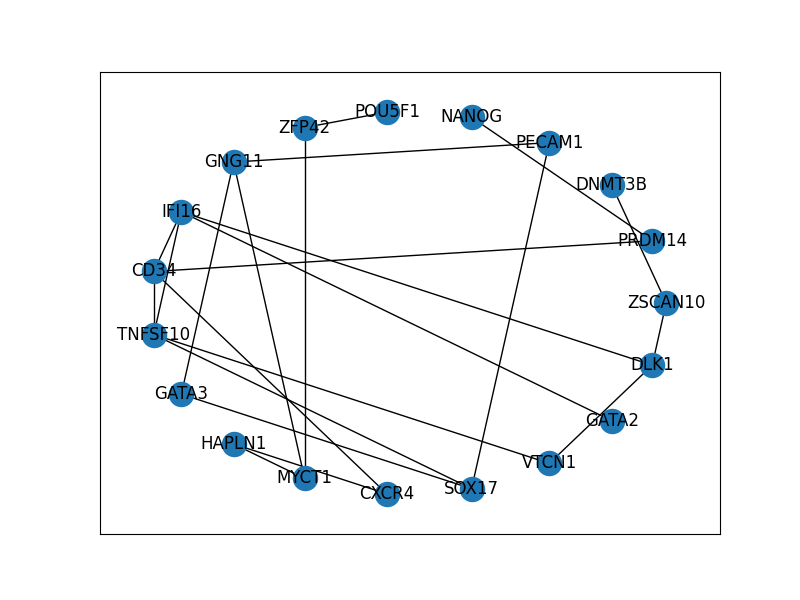 POU5F1
NANOG
ZFP42
PECAM1
GNG11
DNMT3B
IFI16
PRDM14
CD34
ZSCAN10
TNFSF10
DLK1
GATA3
GATA2
HAPLN1
VTCN1
MYCT1
CXCR4
SOX17